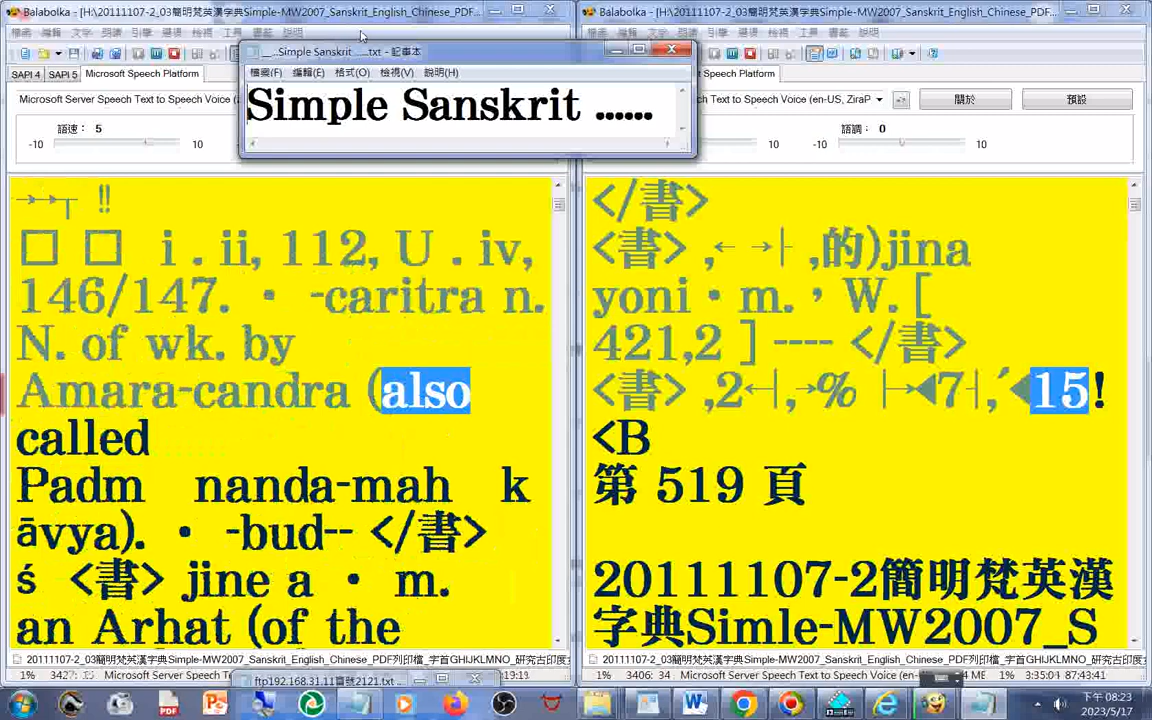 Balabolka - [H:\20111107-2_03簡明梵英漢字典Simple-MW2007_Sanskrit_English_Chinese_PDF...
Balabolka - [H:\20111107-2_03簡明梵英漢字典Simple-MW2007_Sanskrit_English_Chinese_PDF...
__...Simple Sanskrit ......txt - 記事本
檔案(F) 編輯(E) 格式(O) 檢視(V) 說明(H)
Simple Sanskrit ......
SAPI 4 SAPI 5 Microsoft Speech Platform
Speech Platform
Microsoft Server Speech Text to Speech Voice
ch Text to Speech Voice (en-US, ZiraP
關於 預設
語速： 5
-10 10
語調： 0
10 -10 10
→→┬ ‼
□ □ i . ii, 112, U . iv,
146/147. • -caritra n.
N. of wk. by
Amara-candra (also
called
Padm nanda-mah k
āvya). • -bud-- </書>
ś <書> jine a • m.
an Arhat (of the
</書>
<書> ,← →├ ,的)jina
yoni • m. ， W. [
421,2 ] ---- </書>
<書> ,2←┤,→% ├→◀7┤,´◀15!
<B
第 519 頁
20111107-2簡明梵英漢
字典Simle-MW2007_S
20111107-2_03簡明梵英漢字典Simple-MW2007_Sanskrit_English_Chinese_PDF列印檔_字首GHIJKLMNO_研究古印度
20111107-2_03簡明梵英漢字典Simple-MW2007_Sanskrit_English_Chinese_PDF列印檔_字首GHIJKLMNO_研究古印度
1% 3427: Microsoft Server Speech
1% 3406: 34 Microsoft Server Speech Text to Speech Voice (en- 1% 3:35:04 87:43:41
下午 08:23
2023/5/17